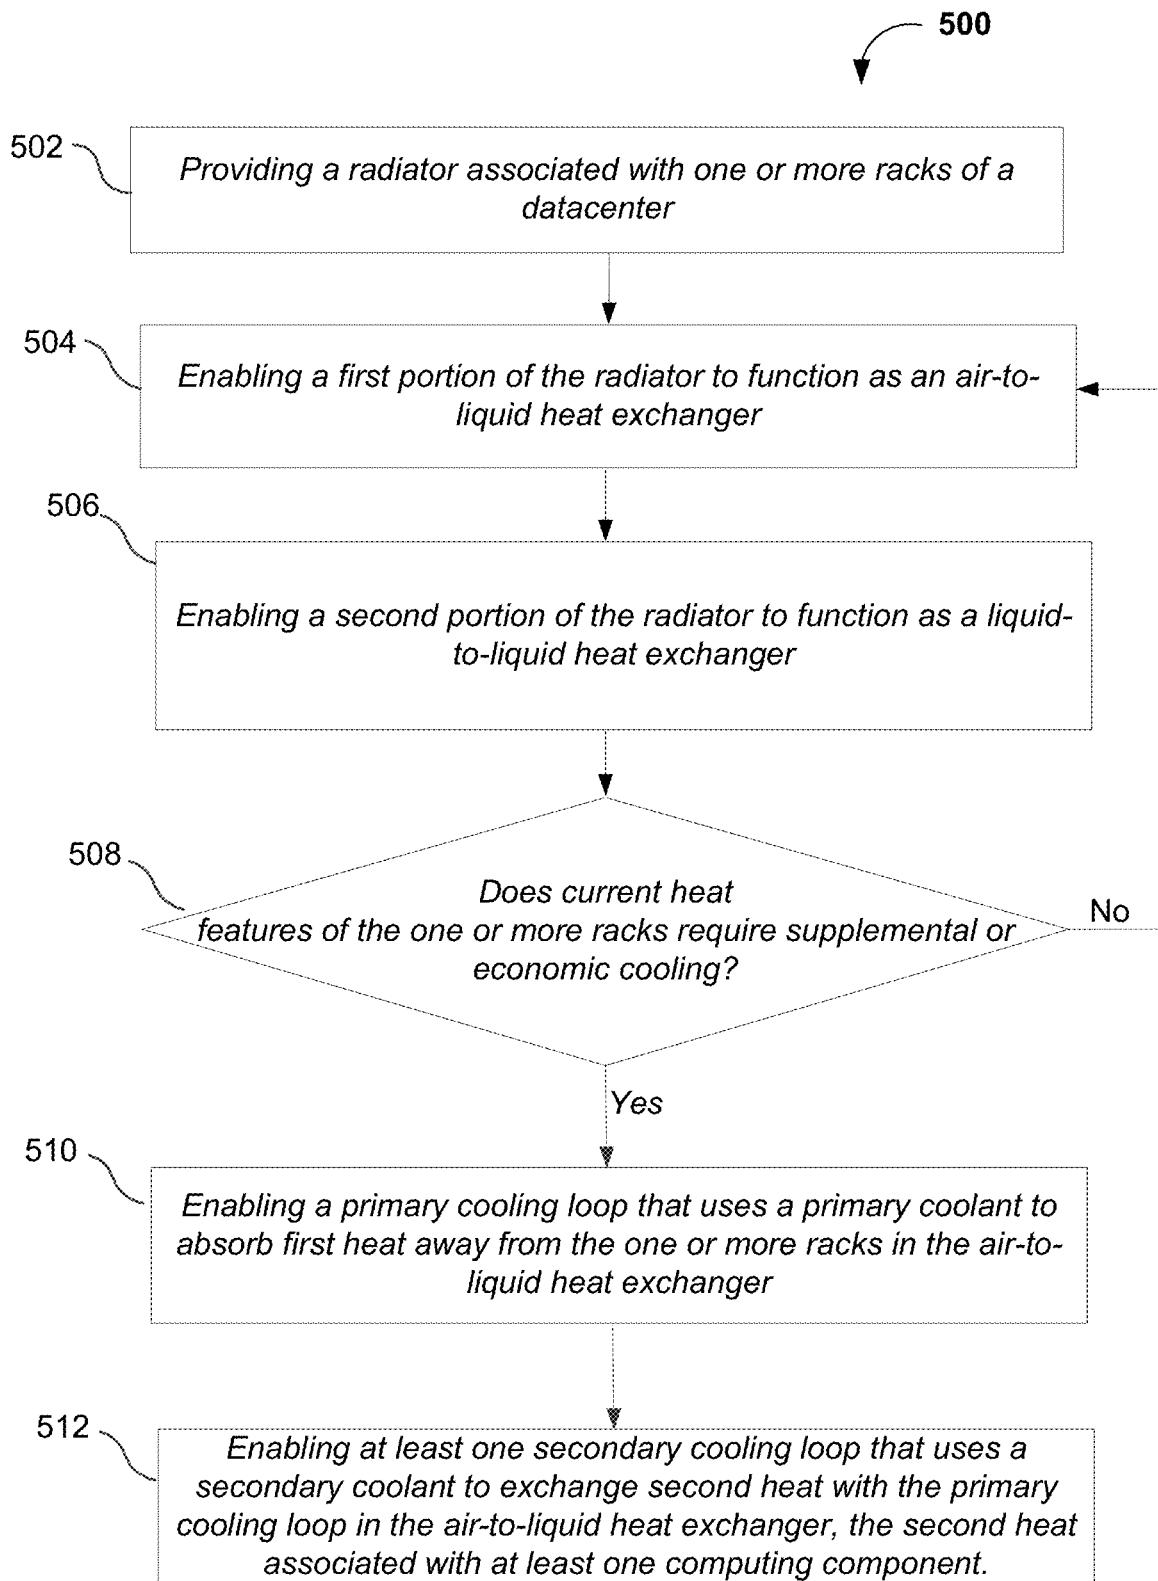 500
502
Providing a radiator associated with one or more racks of a
datacenter
504
Enabling a first portion of the radiator to function as an air-to-
liquid heat exchanger
506
Enabling a second portion of the radiator to function as a liquid-
to-liquid heat exchanger
508
Does current heat
features of the one or more racks require supplemental or
economic cooling?
No
Yes
510
Enabling a primary cooling loop that uses a primary coolant to
absorb first heat away from the one or more racks in the air-to-
liquid heat exchanger
512
Enabling at least one secondary cooling loop that uses a
secondary coolant to exchange second heat with the primary
cooling loop in the air-to-liquid heat exchanger, the second heat
associated with at least one computing component.